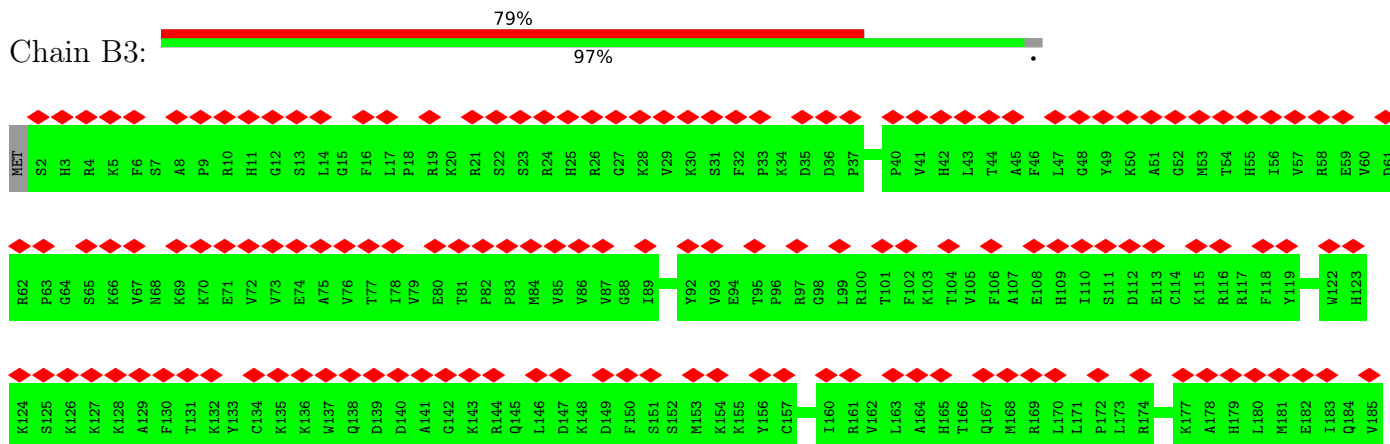 79%
Chain B3:
97%
.
MET S2 H3 R4 K5 F6 S7 A8 P9 R10 H11 G12 S13 L14 G15 F16 L17 P18 R19 K20 R21 S22 S23 R24 H25 R26 G27 K28 V29 K30 S31 F32 P33 K34 D35 D36 P37 P40 V41 H42 L43 T44 A45 F46 L47 G48 Y49 K50 A51 G52 M53 T54 H55 I56 V57 R58 E59 V60 D61
R62 P63 G64 S65 K66 V67 N68 K69 K70 E71 V72 V73 E74 A75 V76 T77 I78 V79 E80 T81 P82 P83 M84 V85 V86 V87 G88 I89 Y92 V93 E94 T95 P96 R97 G98 L99 R100 T101 F102 K103 T104 V105 F106 A107 E108 H109 I110 S111 D112 E113 C114 K115 R116 R117 F118 Y119 W122 H123
K124 S125 K126 K127 K128 A129 F130 T131 K132 Y133 C134 K135 K136 W137 Q138 D139 D140 A141 G142 K143 R144 Q145 L146 D147 K148 D149 F150 S151 S152 M153 K154 K155 Y156 C157 I160 R161 V162 L163 A164 H165 T166 Q167 M168 R169 L170 L171 P172 L173 R174 K177 A178 H179 L180 M181 E182 I183 Q184 V185